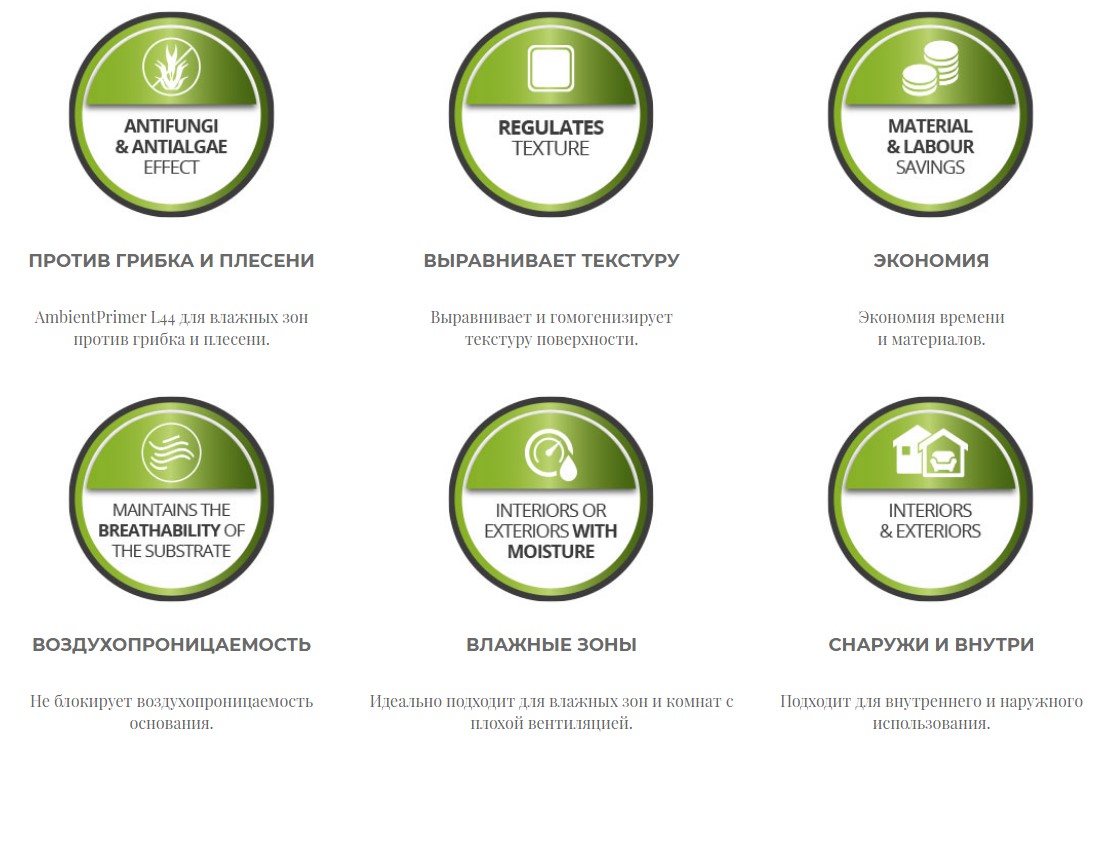 ANTIFUNGI
& ANTIALGAE
EFFECT
REGULATES
TEXTURE
MATERIAL
& LABOUR
SAVINGS
ПРОТИВ ГРИБКА И ПЛЕСЕНИ
ВЫРАВНИВАЕТ ТЕКСТУРУ
ЭКОНОМИЯ
AmbientPrimer L44 для влажных зон
против грибка и плесени.
Выравнивает и гомогенизирует
текстуру поверхности.
Экономия времени
и материалов.
MAINTAINS THE
BREATHABILITY OF
THE SUBSTRATE
INTERIORS OR
EXTERIORS WITH
MOISTURE
INTERIORS
& EXTERIORS
ВОЗДУХОПРОНИЦАЕМОСТЬ
ВЛАЖНЫЕ ЗОНЫ
СНАРУЖИ И ВНУТРИ
Не блокирует воздухопроницаемость
основания.
Идеально подходит для влажных зон и комнат с
плохой вентиляцией.
Подходит для внутреннего и наружного
использования.